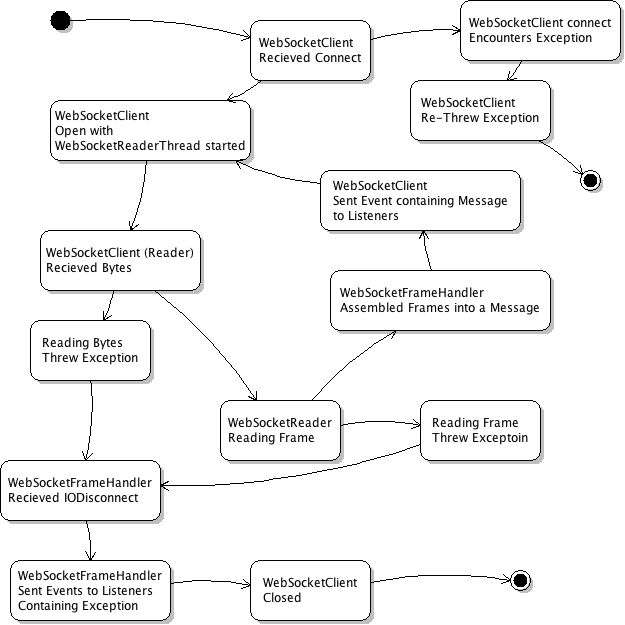 WebSocketClient
Recieved Connect
WebSocketClient connect
Encounters Exception
WebSocketClient
Re-Threw Exception
WebSocketClient
Open with
WebSocketReaderThread started
WebSocketClient
Sent Event containing Message
to Listeners
WebSocketClient (Reader)
Recieved Bytes
WebSocketFrameHandler
Assembled Frames into a Message
Reading Bytes
Threw Exception
WebSocketReader
Reading Frame
Reading Frame
Threw Exceptoin
WebSocketFrameHandler
Recieved IODisconnect
WebSocketFrameHandler
Sent Events to Listeners
Containing Exception
WebSocketClient
Closed